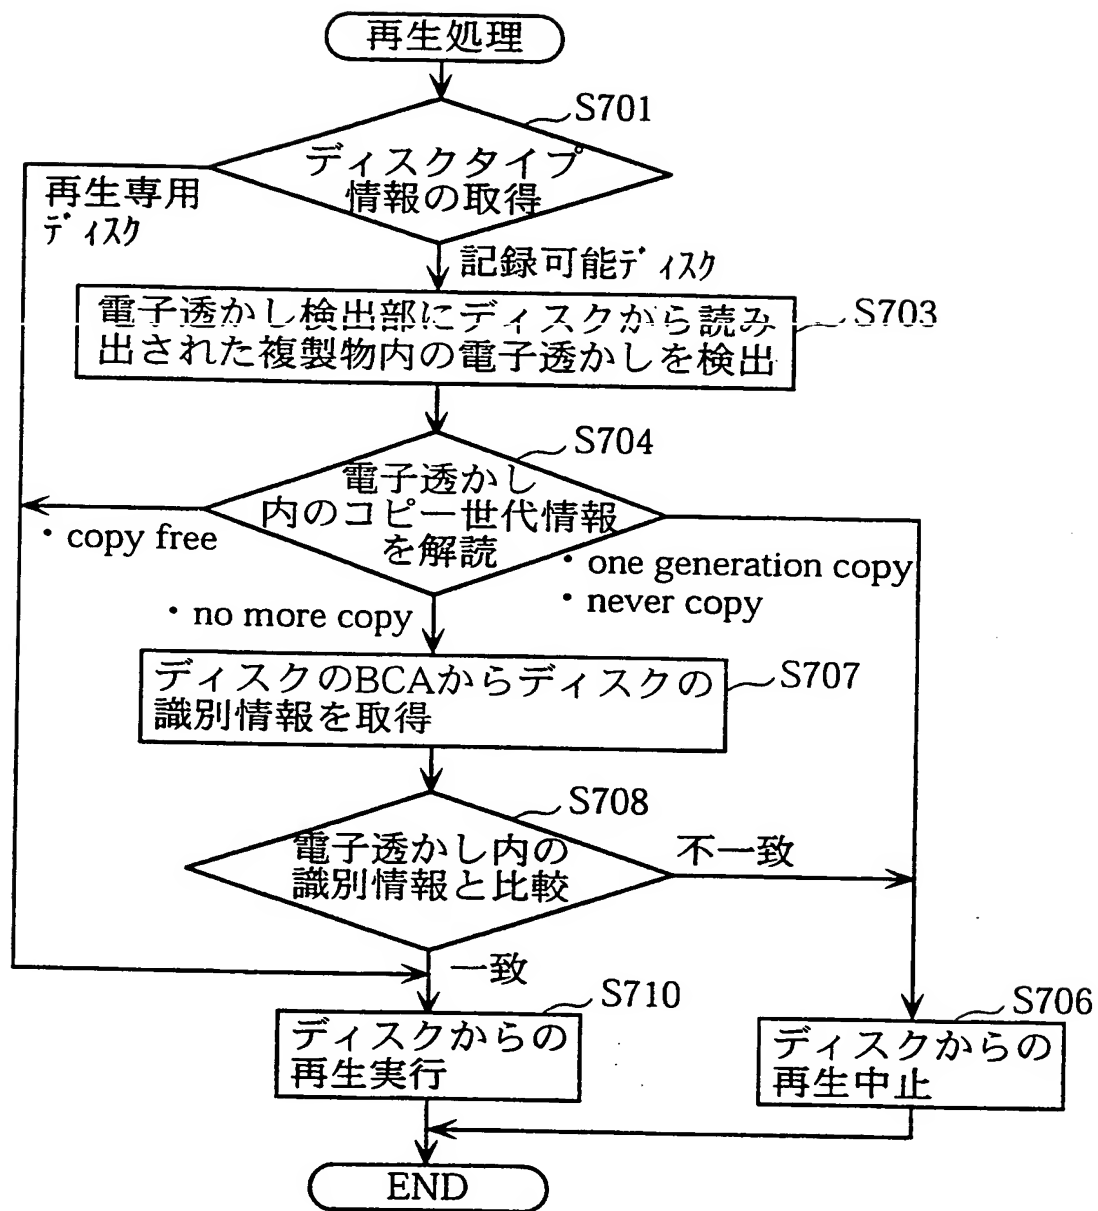 再生処理
S701
ディスクタイプ
情報の取得
再生専用
ディスク
記録可能ディスク
S703
電子透かし検出部にディスクから読み
出された複製物内の電子透かしを検出
S704
電子透かし
内のコピー世代情報
を解読
・copy free
・one generation copy
・never copy
・no more copy
S707
ディスクのBCAからディスクの
識別情報を取得
S708
電子透かし内の
識別情報と比較
不一致
一致
S710
ディスクからの
再生実行
S706
ディスクからの
再生中止
END